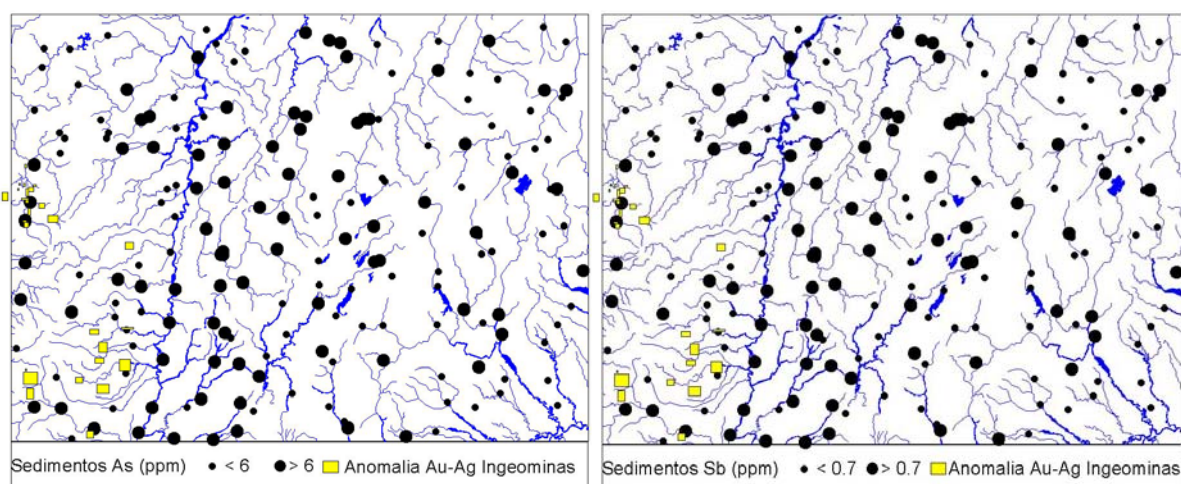 Sedimentos As (ppm) < 6 > 6 Anomalia Au-Ag Ingeominas
Sedimentos Sb (ppm) < 0.7 > 0.7 Anomalia Au-Ag Ingeominas